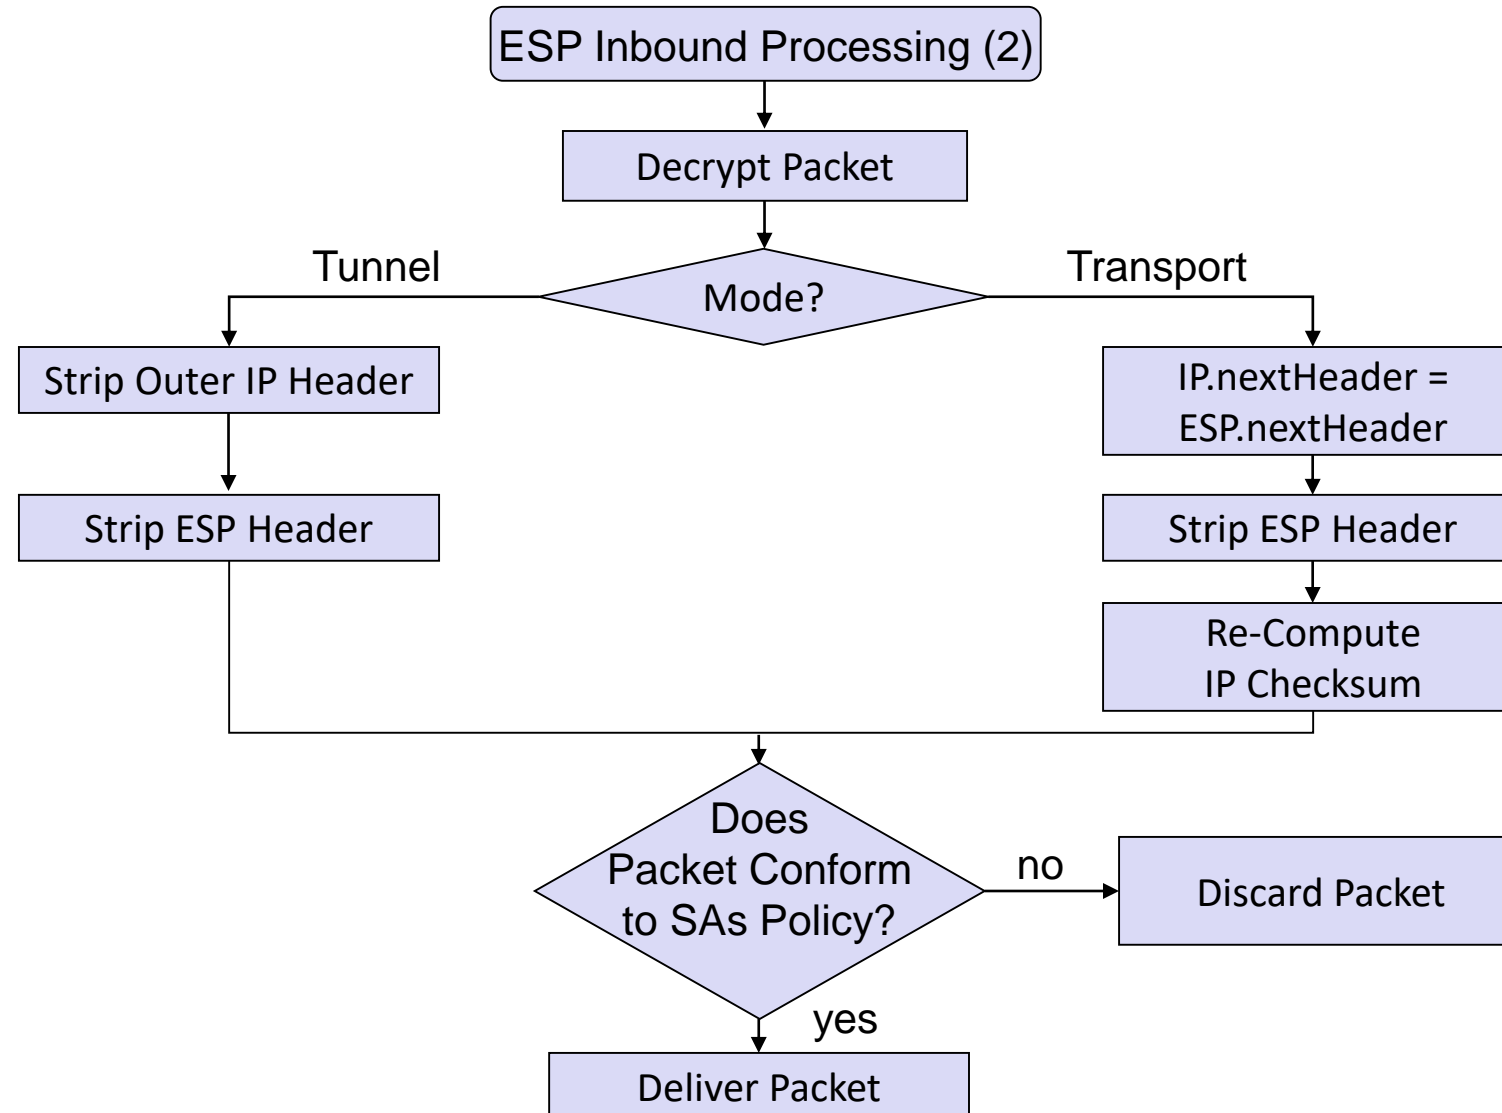 ESP Inbound Processing (2)
Decrypt Packet
Tunnel
Transport
Mode?
Strip Outer IP Header
IP.nextHeader =
ESP.nextHeader
Strip ESP Header
Strip ESP Header
Re-Compute
IP Checksum
Does
Packet Conform
to SAs Policy?
no
Discard Packet
yes
Deliver Packet